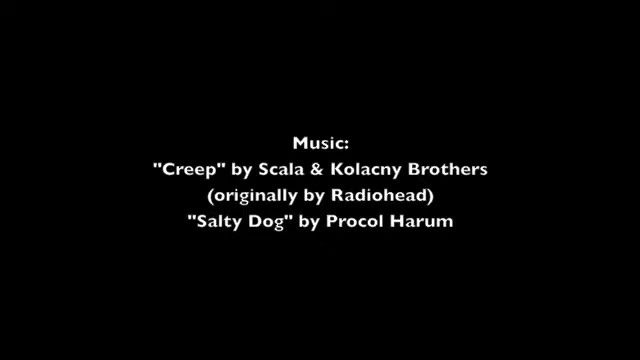 Music:
"Creep" by Scala & Kolacny Brothers
(originally by Radiohead)
"Salty Dog" by Procol Harum